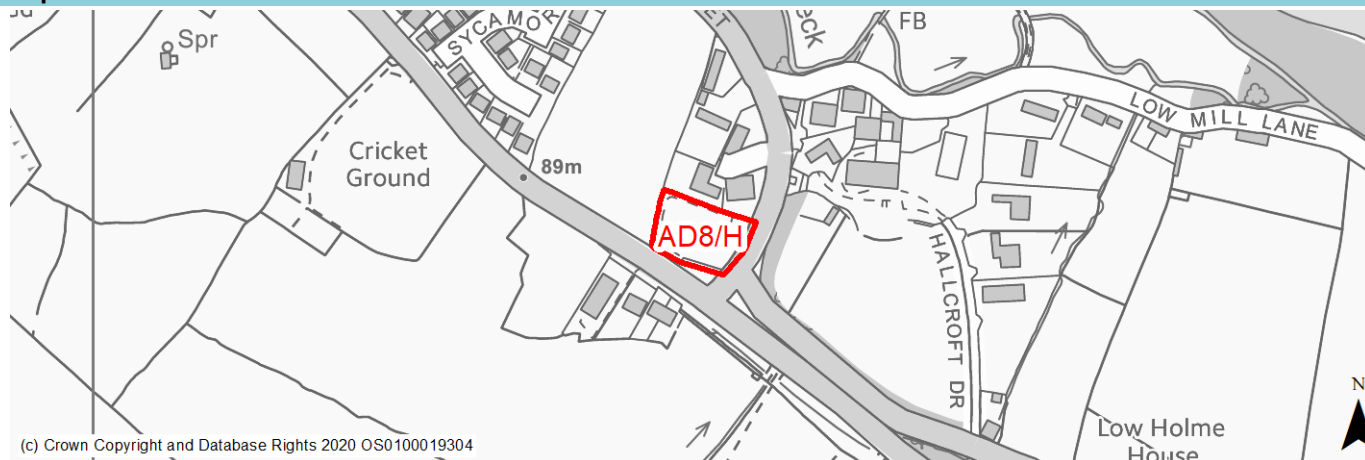 Spr
SYCAMOR
ET
eck
FB
LOW MILL LANE
Cricket
Ground
89m
AD8/H
HALLCROFT DR
N
Low Holme
House
(c) Crown Copyright and Database Rights 2020 OS0100019304